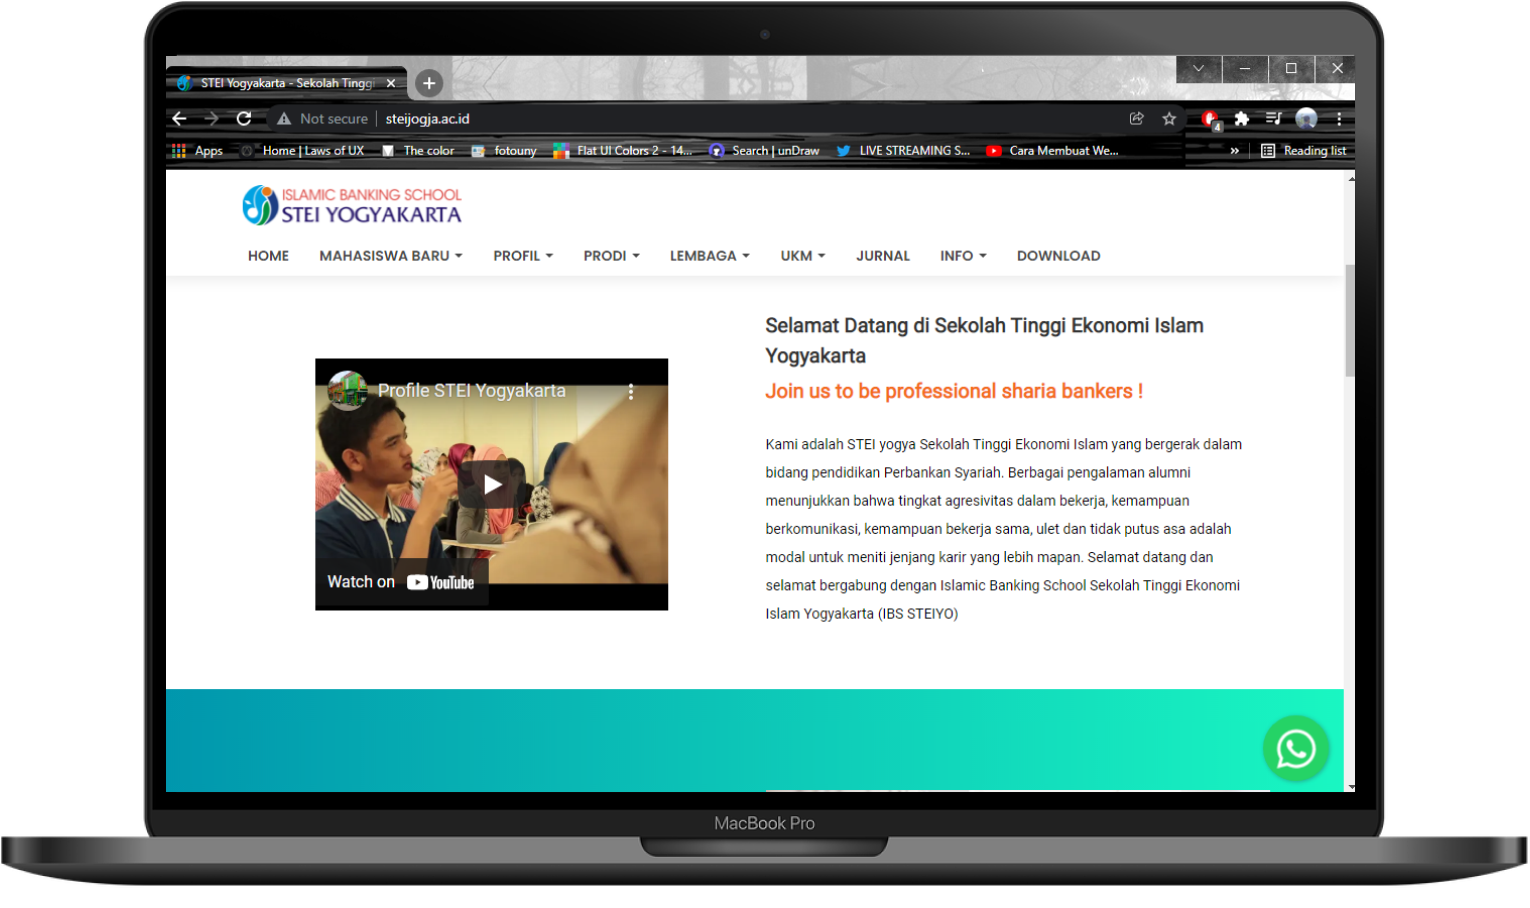 STEI Yogyakarta - Sekolah Tinggi
Not secure
steijogja.ac.id
4
Apps
Home | Laws of UX
The color
fotouny
Flat UI Colors 2 - 14...
Search | unDraw
LIVE STREAMING S...
Cara Membuat We...
»
Reading list
ISLAMIC BANKING SCHOOL
STEI YOGYAKARTA
HOME
MAHASISWA BARU
PROFIL
PRODI
LEMBAGA
UKM
JURNAL
INFO
DOWNLOAD
Profile STEI Yogyakarta
Watch on YouTube
Selamat Datang di Sekolah Tinggi Ekonomi Islam
Yogyakarta
Join us to be professional sharia bankers !
Kami adalah STEI yogya Sekolah Tinggi Ekonomi Islam yang bergerak dalam
bidang pendidikan Perbankan Syariah. Berbagai pengalaman alumni
menunjukkan bahwa tingkat agresivitas dalam bekerja, kemampuan
berkomunikasi, kemampuan bekerja sama, ulet dan tidak putus asa adalah
modal untuk meniti jenjang karir yang lebih mapan. Selamat datang dan
selamat bergabung dengan Islamic Banking School Sekolah Tinggi Ekonomi
Islam Yogyakarta (IBS STEIYO)
MacBook Pro